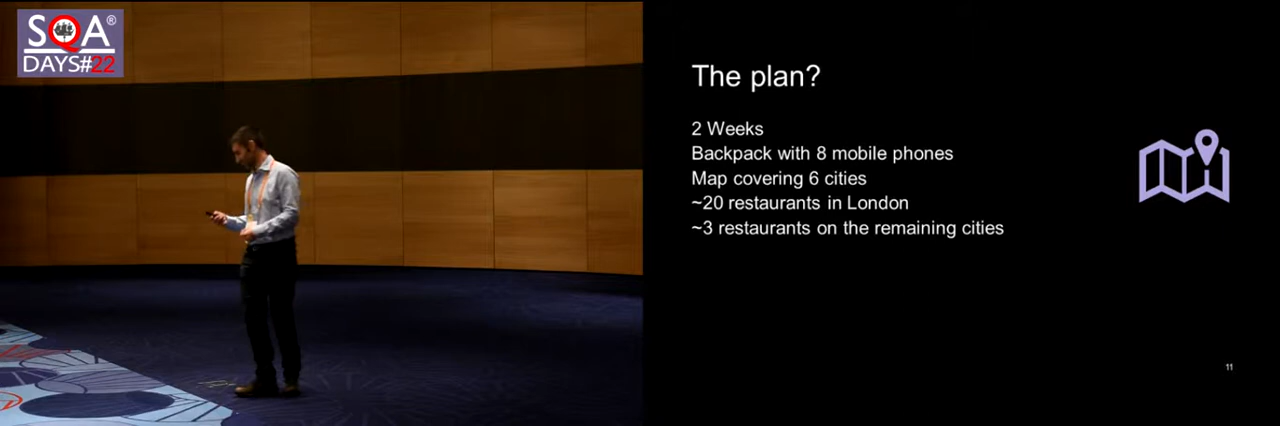 SQA®
DAYS#22
The plan?
2 Weeks
Backpack with 8 mobile phones
Map covering 6 cities
~20 restaurants in London
~3 restaurants on the remaining cities
11